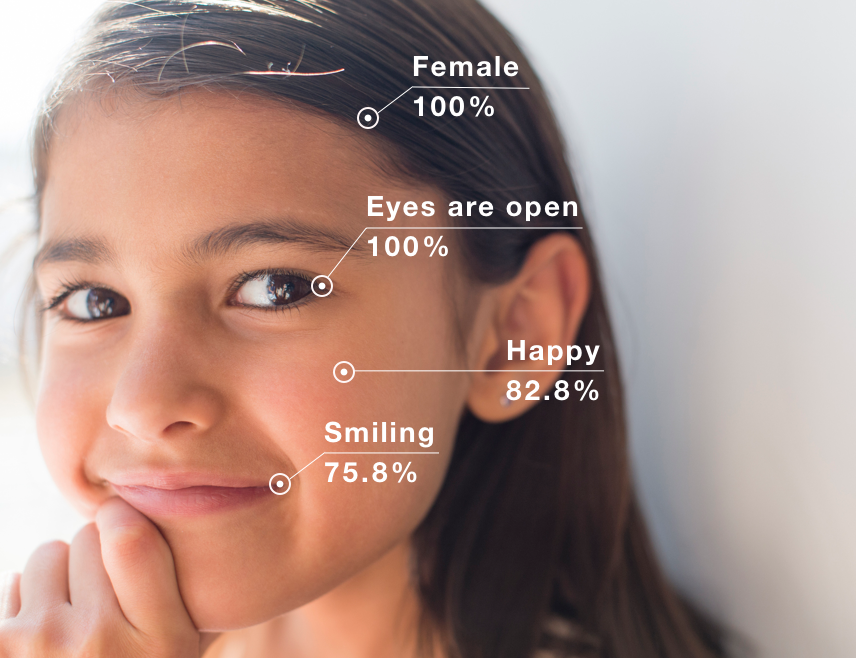 Female
100%
Eyes are open
100%
Happy
82.8%
Smiling
75.8%